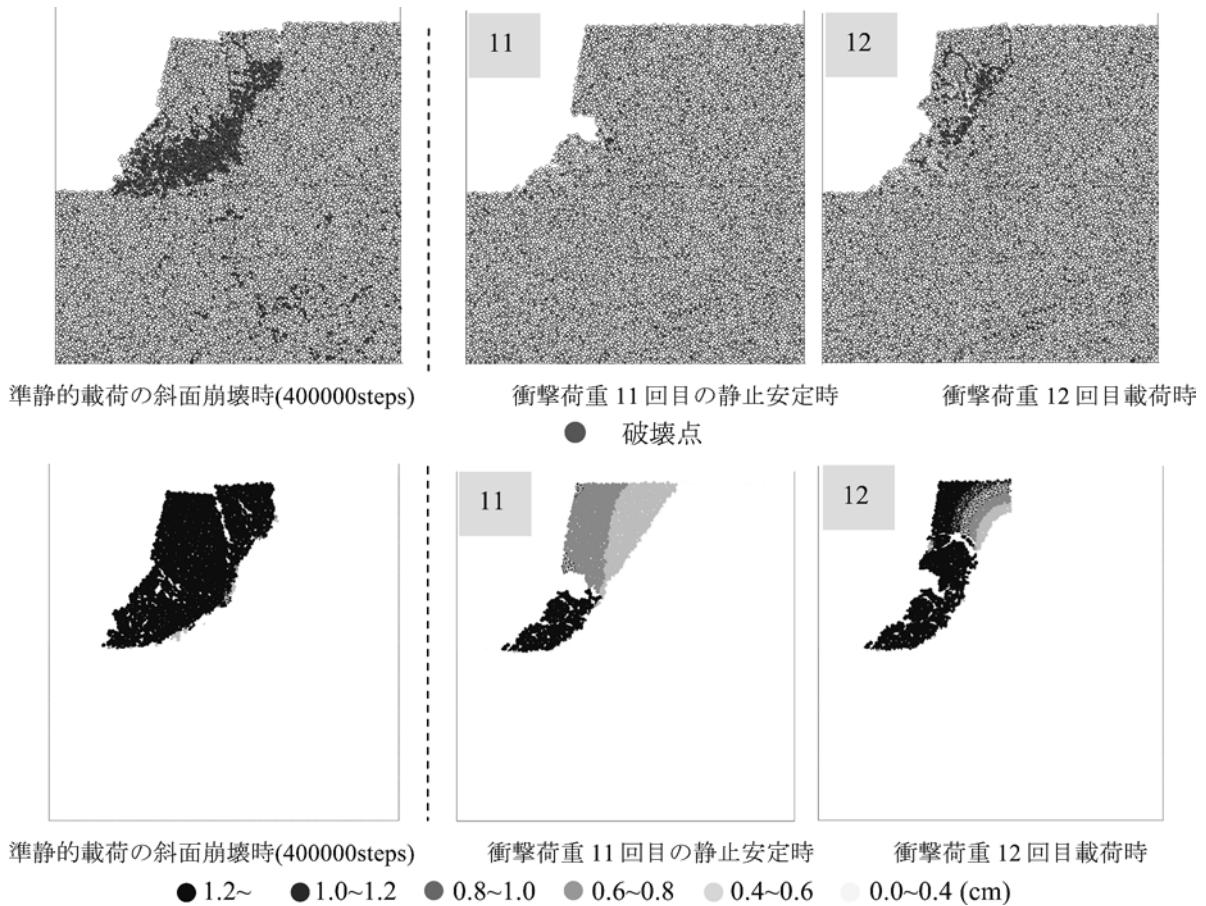 11
12
準静的載荷の斜面崩壊時(400000steps)
衝撃荷重 11 回目の静止安定時
衝撃荷重 12 回目載荷時
破壊点
11
12
準静的載荷の斜面崩壊時(400000steps)
衝撃荷重 11 回目の静止安定時
衝撃荷重 12 回目載荷時
1.2~ 1.0~1.2 0.8~1.0 0.6~0.8 0.4~0.6 0.0~0.4 (cm)